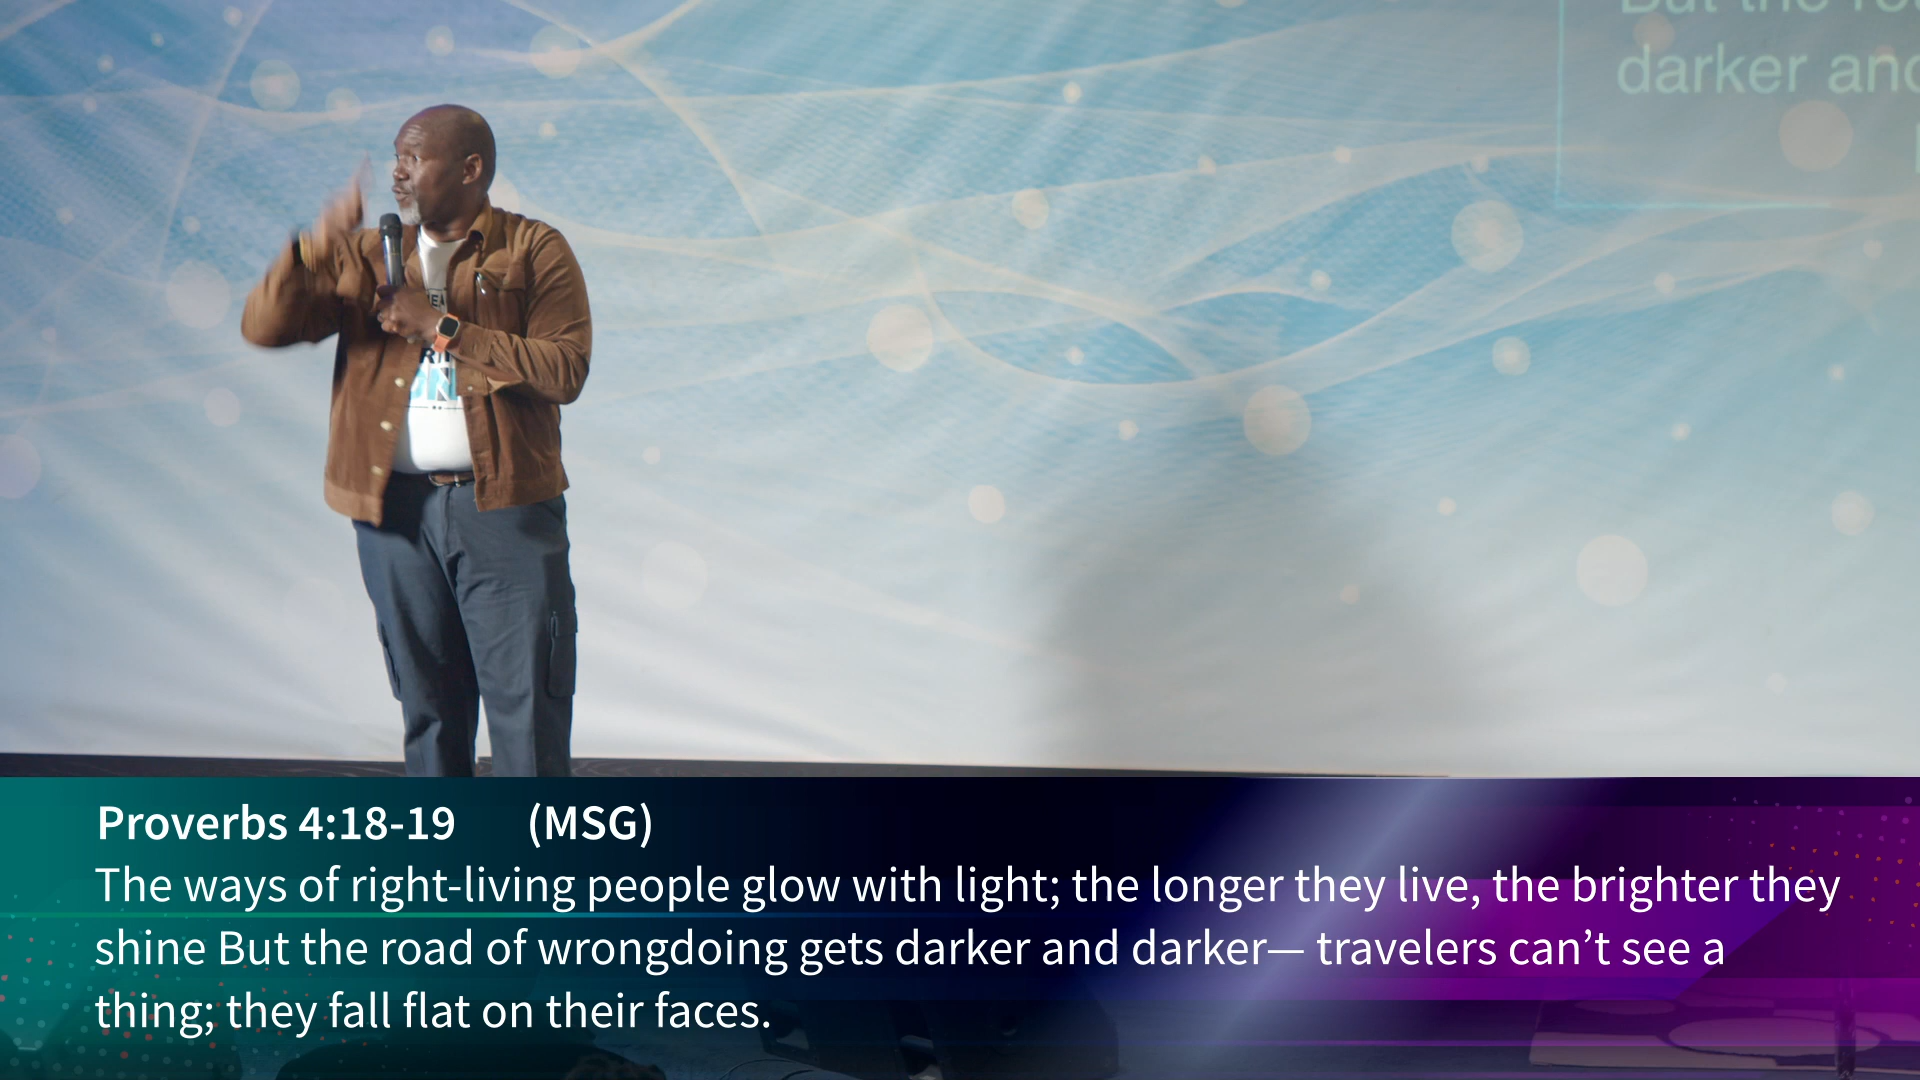 But the
darker and
Proverbs 4:18-19 (MSG)
The ways of right-living people glow with light; the longer they live, the brighter they
shine But the road of wrongdoing gets darker and darker— travelers can’t see a
thing; they fall flat on their faces.